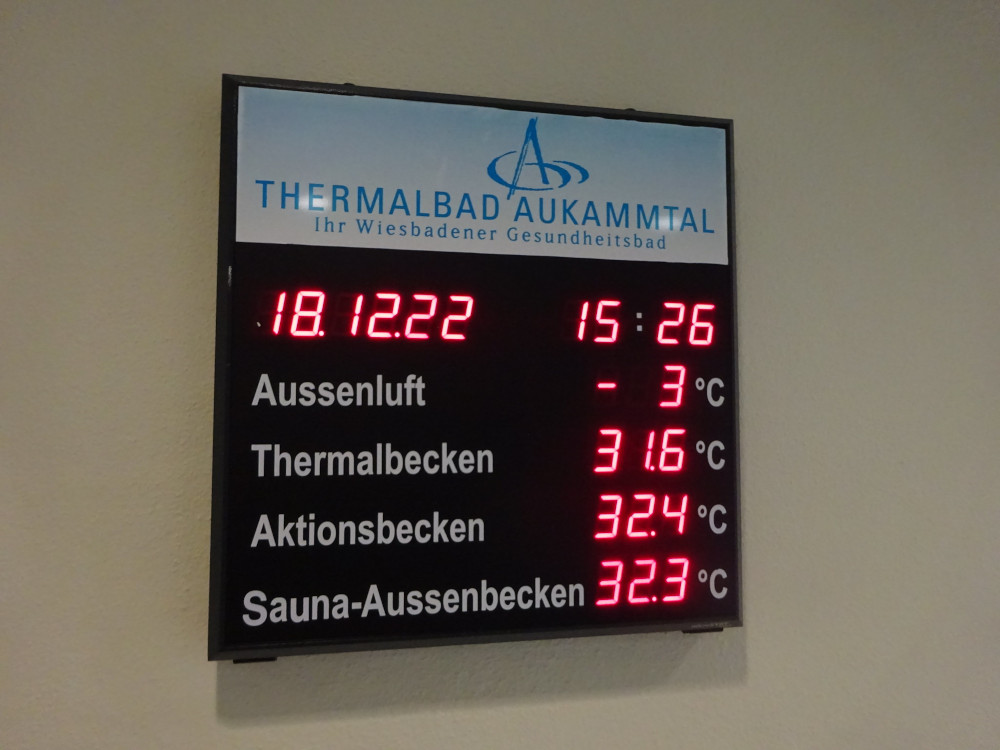 THERMALBAD AUKAMMTAL
Ihr Wiesbadener Gesundheitsbad
18.12.22 15:26
Aussenluft - 3 °C
Thermalbecken 31.6 °C
Aktionsbecken 32.4 °C
Sauna-Aussenbecken 32.3 °C